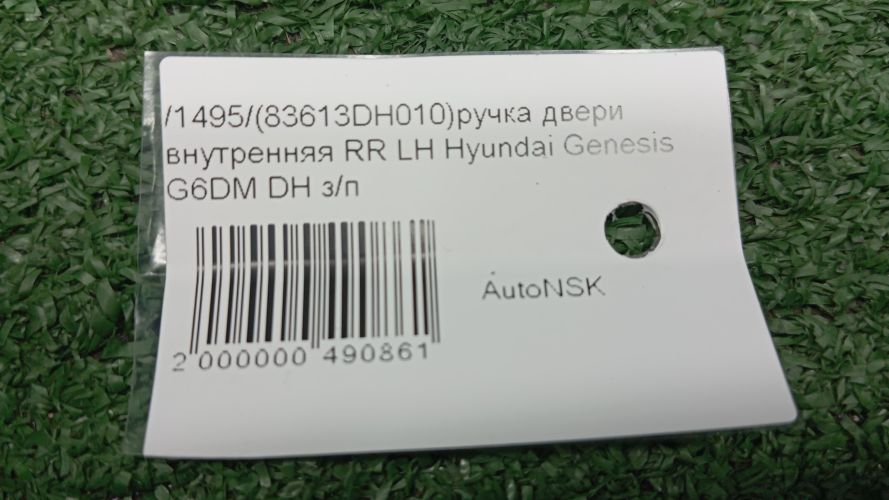 /1495/(83613DH010)ручка двери
внутренняя RR LH Hyundai Genesis
G6DM DH з/п
AutoNSK
2 000000 490861